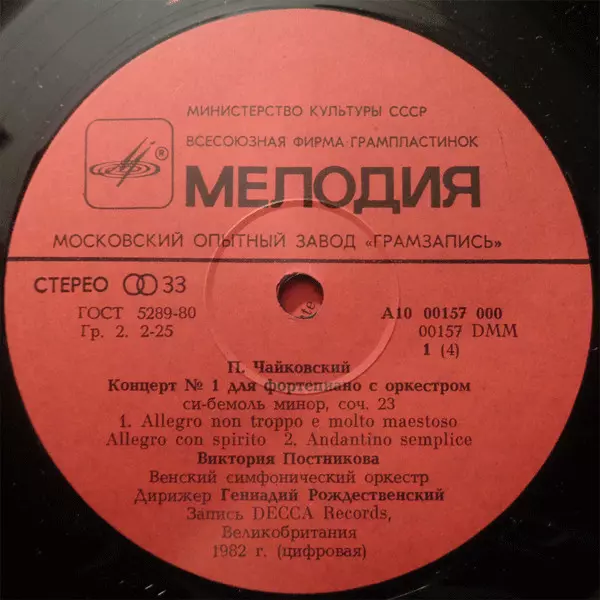 МИНИСТЕРСТВО КУЛЬТУРЫ СССР
ВСЕСОЮЗНАЯ ФИРМА ГРАМПЛАСТИНОК
®
МЕЛОДИЯ
МОСКОВСКИЙ ОПЫТНЫЙ ЗАВОД «ГРАМЗАПИСЬ»
СТЕРЕО 33
ГОСТ 5289-80
Гр. 2. 2-25
А10 00157 000
00157 DMM
1 (4)
П. Чайковский
Концерт № 1 для фортепиано с оркестром
си-бемоль минор, соч. 23
1. Allegro non troppo e molto maestoso
Allegro con spirito 2. Andantino semplice
Виктория Постникова
Венский симфонический оркестр
Дирижер Геннадий Рождественский
Запись DECCA Records,
Великобритания
1982 г. (цифровая)